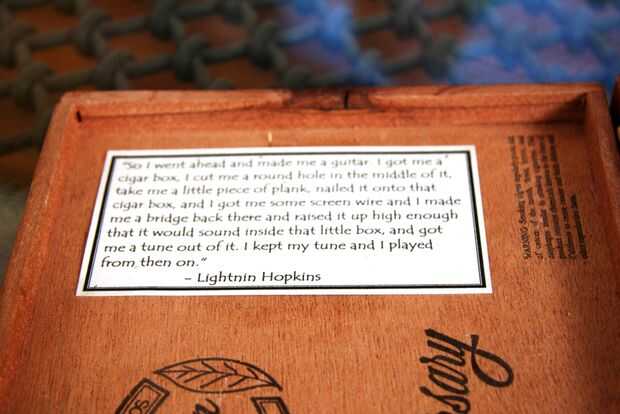 "So I went ahead and made me a guitar. I got me a
cigar box, I cut me a round hole in the middle of it,
take me a little piece of plank, nailed it onto that
cigar box, and I got me some screen wire and I made
me a bridge back there and raised it up high enough
that it would sound inside that little box, and got
me a tune out of it. I kept my tune and I played
from then on."
- Lightnin Hopkins
WARNING: Smoking
sary